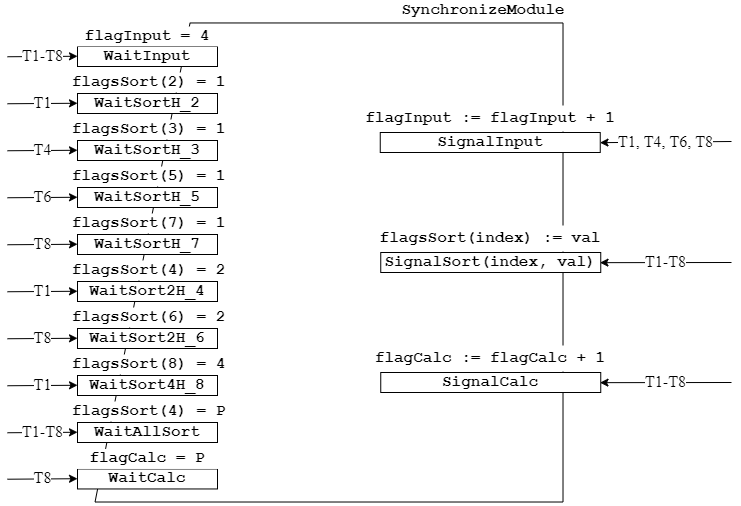 SynchronizeModule
flagInput = 4
T1-T8
WaitInput
flagsSort(2) = 1
T1
WaitSortH_2
flagsSort(3) = 1
T4
WaitSortH_3
flagsSort(5) = 1
T6
WaitSortH_5
flagsSort(7) = 1
T8
WaitSortH_7
flagsSort(4) = 2
T1
WaitSort2H_4
flagsSort(6) = 2
T8
WaitSort2H_6
flagsSort(8) = 4
T1
WaitSort4H_8
flagsSort(4) = P
T1-T8
WaitAllSort
flagCalc = P
T8
WaitCalc
flagInput := flagInput + 1
SignalInput
T1, T4, T6, T8
flagsSort(index) := val
SignalSort(index, val)
T1-T8
flagCalc := flagCalc + 1
SignalCalc
T1-T8